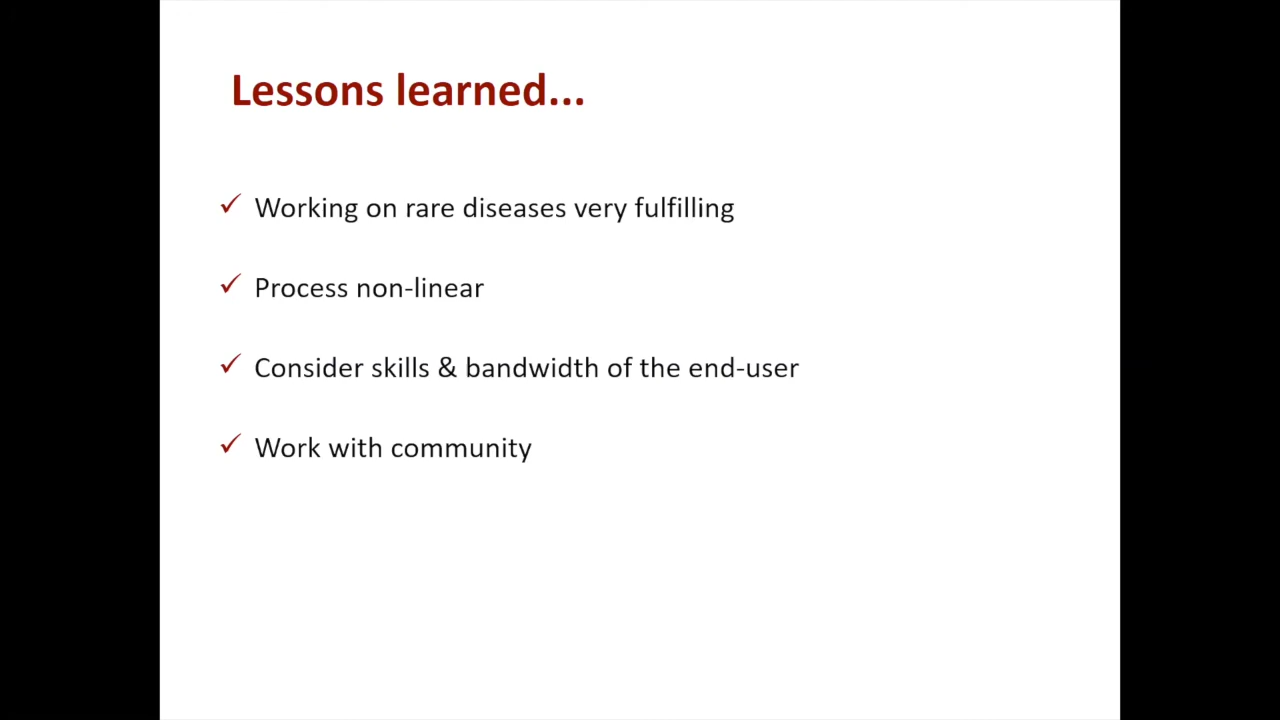 Lessons learned...
✓ Working on rare diseases very fulfilling
✓ Process non-linear
✓ Consider skills & bandwidth of the end-user
✓ Work with community